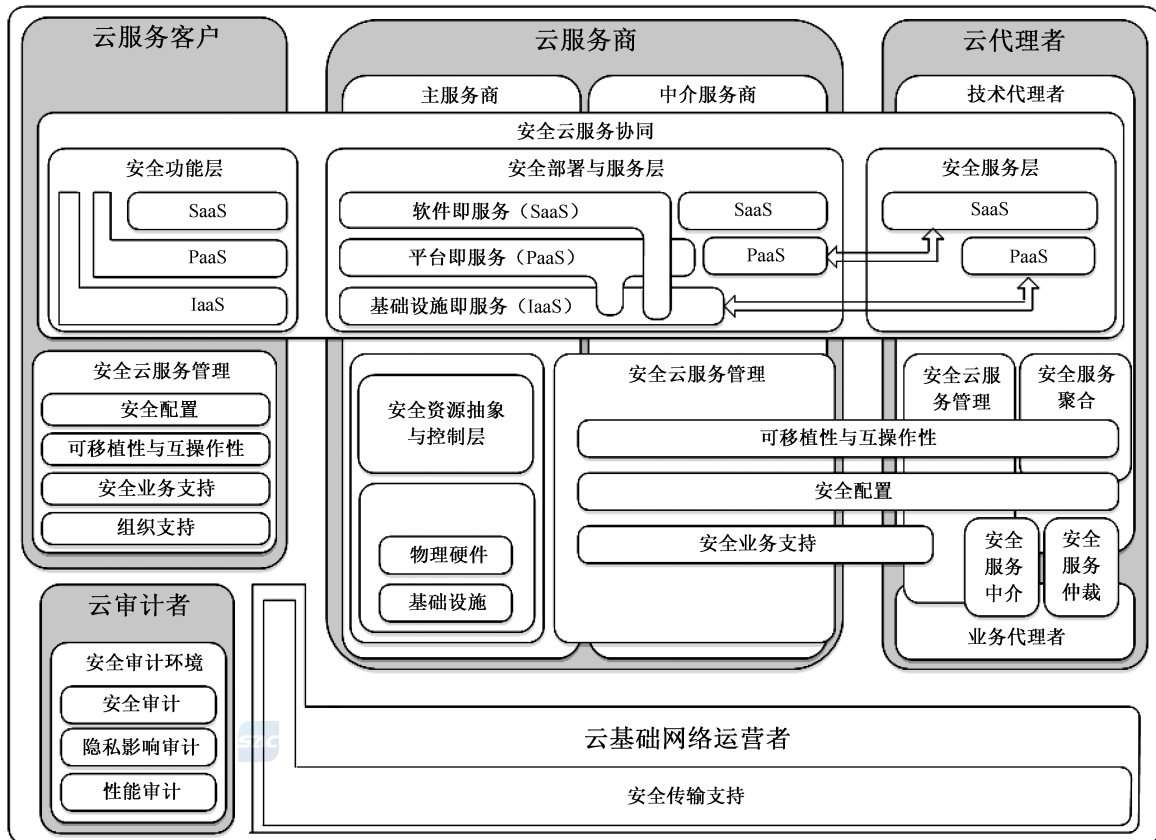 云服务客户
云服务商
云代理者
主服务商
中介服务商
技术代理者
安全云服务协同
安全功能层
SaaS
PaaS
IaaS
安全部署与服务层
软件即服务（SaaS）
平台即服务（PaaS）
基础设施即服务（IaaS）
SaaS
PaaS
安全服务层
SaaS
PaaS
安全云服务管理
安全配置
可移植性与互操作性
安全业务支持
组织支持
安全资源抽象
与控制层
物理硬件
基础设施
安全云服务管理
安全云服
务管理
安全服务
聚合
可移植性与互操作性
安全配置
安全业务支持
安全
服务
中介
安全
服务
仲裁
业务代理者
云审计者
安全审计环境
安全审计
隐私影响审计
性能审计
云基础网络运营者
安全传输支持
SZC